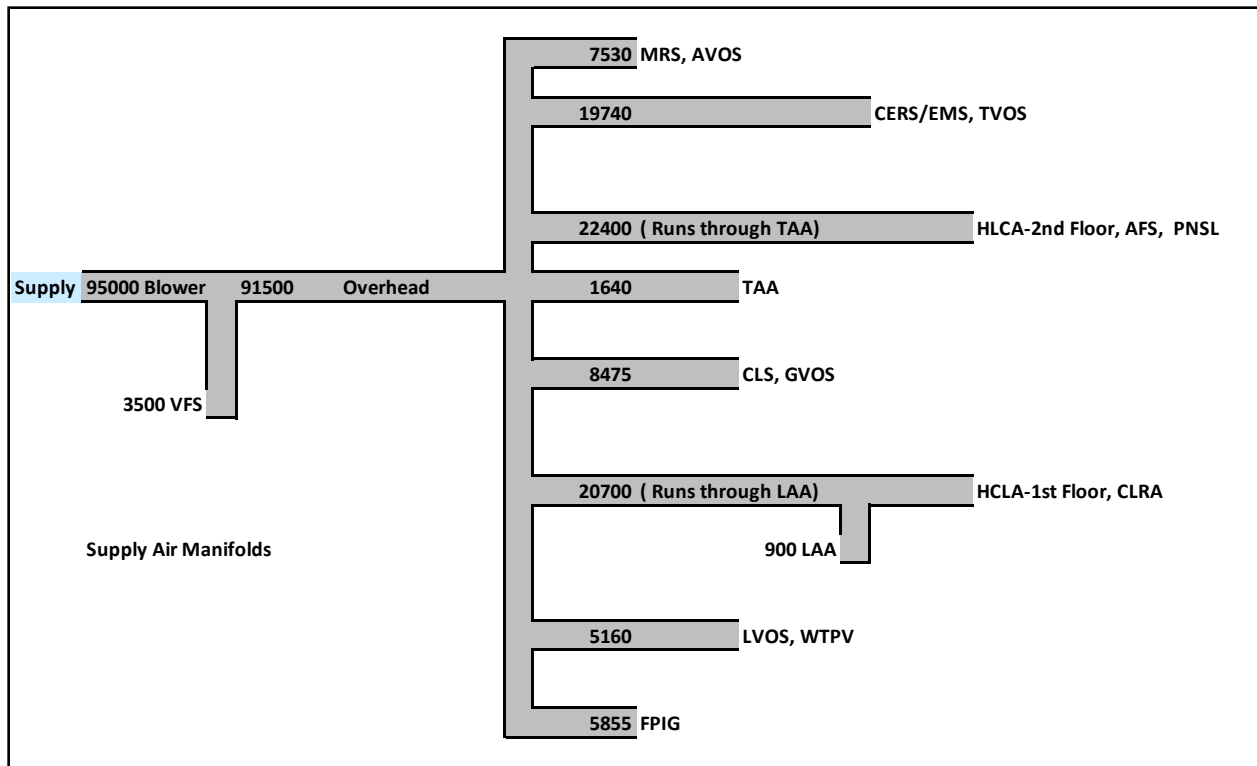 7530 MRS, AVOS
19740 CERS/EMS, TVOS
22400 ( Runs through TAA) HLCA-2nd Floor, AFS, PNSL
Supply 95000 Blower 91500 Overhead 1640 TAA
8475 CLS, GVOS
3500 VFS
20700 ( Runs through LAA) HCLA-1st Floor, CLRA
Supply Air Manifolds 900 LAA
5160 LVOS, WTPV
5855 FPIG